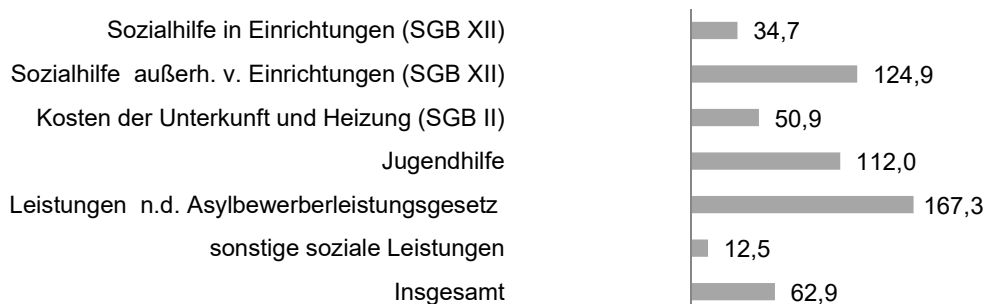 Sozialhilfe in Einrichtungen (SGB XII) 34,7
Sozialhilfe außerh. v. Einrichtungen (SGB XII) 124,9
Kosten der Unterkunft und Heizung (SGB II) 50,9
Jugendhilfe 112,0
Leistungen n.d. Asylbewerberleistungsgesetz 167,3
sonstige soziale Leistungen 12,5
Insgesamt 62,9